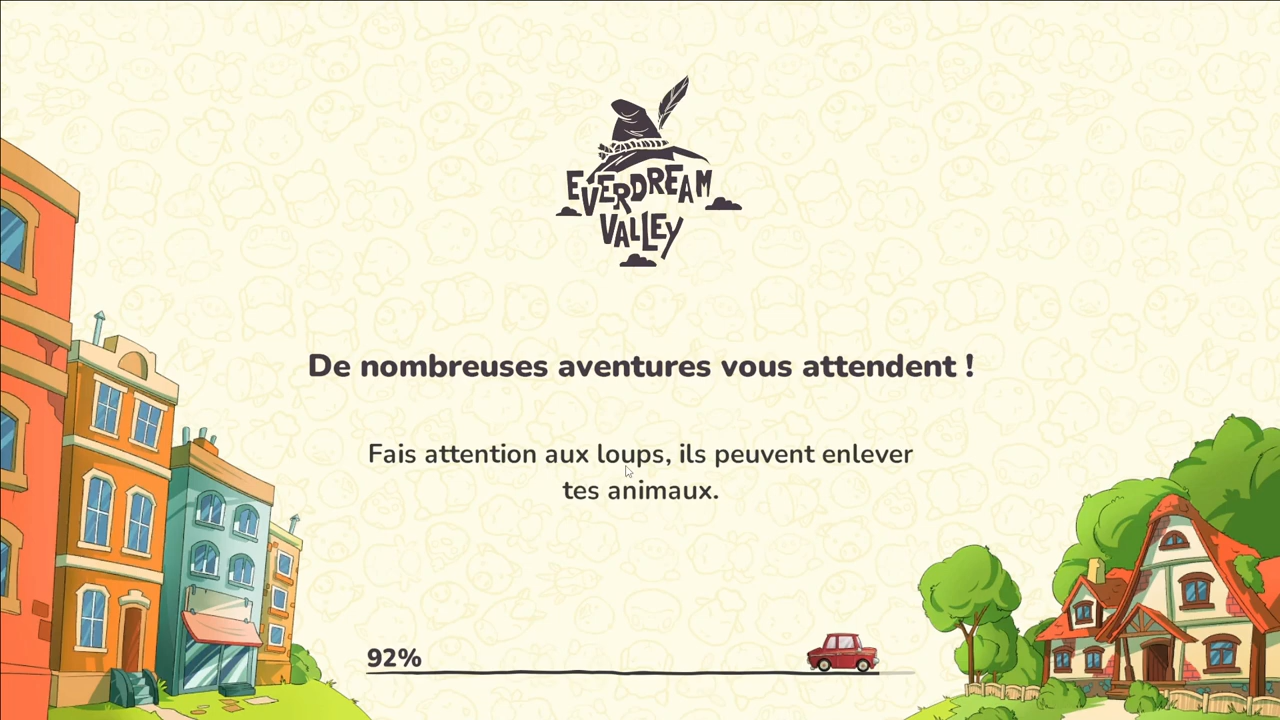 EVERDREAM
VALLEY
De nombreuses aventures vous attendent !
Fais attention aux loups, ils peuvent enlever
tes animaux.
92%